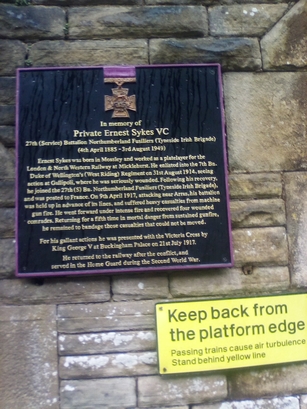 In memory of
Private Ernest Sykes VC
27th (Service) Battalion Northumberland Fusiliers (Tyneside Irish Brigade)
(4th April 1885 - 3rd August 1949)
Ernest Sykes was born in Mossley and worked as a platelayer for the
London & North Western Railway at Micklehurst. He enlisted into the 7th Bn.
Duke of Wellington's (West Riding) Regiment on 31st August 1914, seeing
action at Gallipoli, where he was seriously wounded. Following his recovery,
he joined the 27th (S) Bn. Northumberland Fusiliers (Tyneside Irish Brigade),
and was posted to France. On 9th April 1917, attacking near Arras, his battalion
was held up in advance of its lines, and suffered heavy casualties from machine
gun fire. He went forward under intense fire and recovered four wounded
comrades. Returning for a fifth time in mortal danger from sustained gunfire,
he remained to bandage those casualties that could not be moved.
For his gallant actions he was presented with the Victoria Cross by
King George V at Buckingham Palace on 21st July 1917.
He returned to the railway after the conflict, and
served in the Home Guard during the Second World War.
Keep back from
the platform edge
Passing trains cause air turbulence
Stand behind yellow line